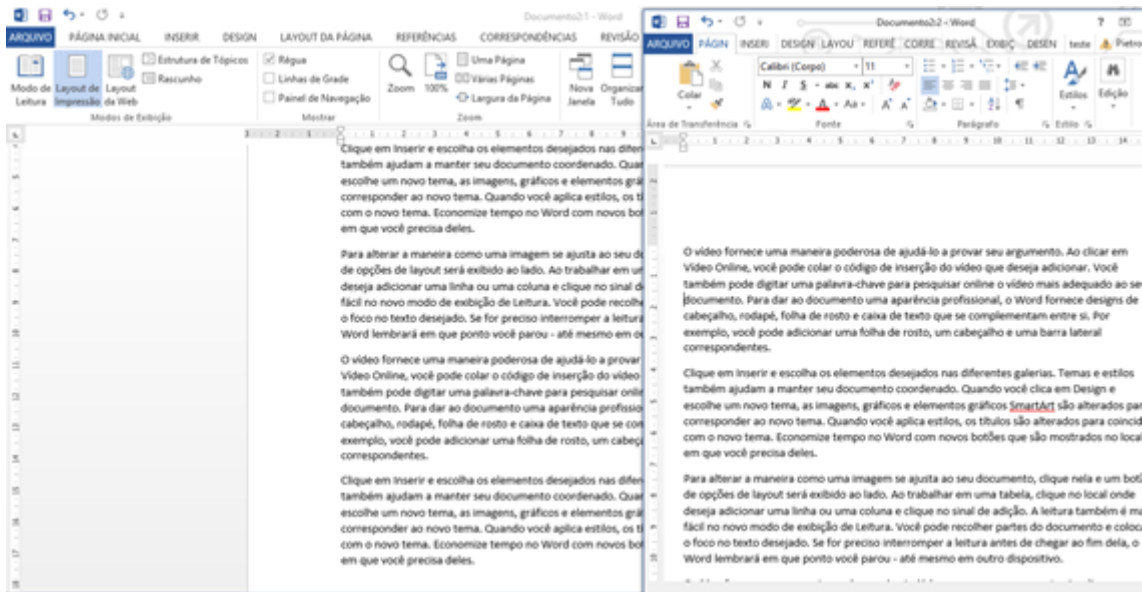 Documento2:1 - Word
ARQUIVO PÁGINA INICIAL INSERIR DESIGN LAYOUT DA PÁGINA REFERÊNCIAS CORRESPONDÊNCIAS REVISÃO
Modo de Leitura
Layout de Impressão
Layout da Web
Estrutura de Tópicos
Rascunho
Modos de Exibição
Régua
Linhas de Grade
Painel de Navegação
Mostrar
Zoom
100%
Uma Página
Várias Páginas
Largura da Página
Zoom
Nova Janela
Organizar Tudo
Clique em Inserir e escolha os elementos desejados nas difere
também ajudam a manter seu documento coordenado. Quan
escolhe um novo tema, as imagens, gráficos e elementos grá
corresponder ao novo tema. Quando você aplica estilos, os tí
com o novo tema. Economize tempo no Word com novos bot
em que você precisa deles.
Para alterar a maneira como uma imagem se ajusta ao seu do
de opções de layout será exibido ao lado. Ao trabalhar em um
deseja adicionar uma linha ou uma coluna e clique no sinal d
fácil no novo modo de exibição de Leitura. Você pode recolhe
o foco no texto desejado. Se for preciso interromper a leitura
Word lembrará em que ponto você parou - até mesmo em ou
O vídeo fornece uma maneira poderosa de ajudá-lo a provar
Vídeo Online, você pode colar o código de inserção do vídeo
também pode digitar uma palavra-chave para pesquisar onlin
documento. Para dar ao documento uma aparência profissio
cabeçalho, rodapé, folha de rosto e caixa de texto que se com
exemplo, você pode adicionar uma folha de rosto, um cabeça
correspondentes.
Clique em Inserir e escolha os elementos desejados nas difere
também ajudam a manter seu documento coordenado. Quan
escolhe um novo tema, as imagens, gráficos e elementos grá
corresponder ao novo tema. Quando você aplica estilos, os tí
com o novo tema. Economize tempo no Word com novos bot
em que você precisa deles.
Documento2:2 - Word
ARQUIVO PÁGIN INSERI DESIGN LAYOU REFERÊ CORRE REVISÃ EXIBIÇ DESEN teste Pietro
Colar
Área de Transferência
Calibri (Corpo) 11
N I S abc x₂ x²
Fonte
Parágrafo
Estilos
Estilo
Edição
O vídeo fornece uma maneira poderosa de ajudá-lo a provar seu argumento. Ao clicar em
Vídeo Online, você pode colar o código de inserção do vídeo que deseja adicionar. Você
também pode digitar uma palavra-chave para pesquisar online o vídeo mais adequado ao seu
documento. Para dar ao documento uma aparência profissional, o Word fornece designs de
cabeçalho, rodapé, folha de rosto e caixa de texto que se complementam entre si. Por
exemplo, você pode adicionar uma folha de rosto, um cabeçalho e uma barra lateral
correspondentes.
Clique em Inserir e escolha os elementos desejados nas diferentes galerias. Temas e estilos
também ajudam a manter seu documento coordenado. Quando você clica em Design e
escolhe um novo tema, as imagens, gráficos e elementos gráficos SmartArt são alterados par
corresponder ao novo tema. Quando você aplica estilos, os títulos são alterados para coincid
com o novo tema. Economize tempo no Word com novos botões que são mostrados no local
em que você precisa deles.
Para alterar a maneira como uma imagem se ajusta ao seu documento, clique nela e um botã
de opções de layout será exibido ao lado. Ao trabalhar em uma tabela, clique no local onde
deseja adicionar uma linha ou uma coluna e clique no sinal de adição. A leitura também é ma
fácil no novo modo de exibição de Leitura. Você pode recolher partes do documento e coloca
o foco no texto desejado. Se for preciso interromper a leitura antes de chegar ao fim dela, o
Word lembrará em que ponto você parou - até mesmo em outro dispositivo.